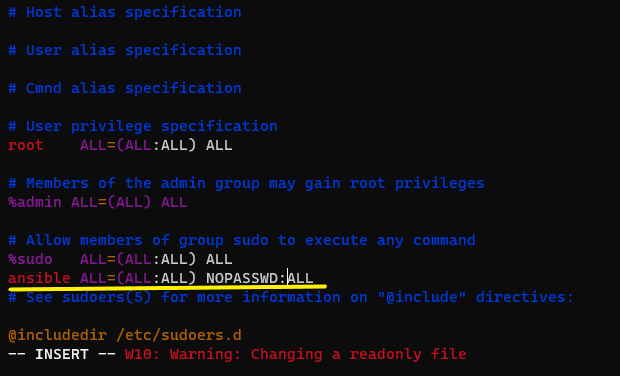 # Host alias specification
# User alias specification
# Cmnd alias specification
# User privilege specification
root    ALL=(ALL:ALL) ALL
# Members of the admin group may gain root privileges
%admin ALL=(ALL) ALL
# Allow members of group sudo to execute any command
%sudo   ALL=(ALL:ALL) ALL
ansible ALL=(ALL:ALL) NOPASSWD:ALL
# See sudoers(5) for more information on "@include" directives:
@includedir /etc/sudoers.d
-- INSERT -- W10: Warning: Changing a readonly file